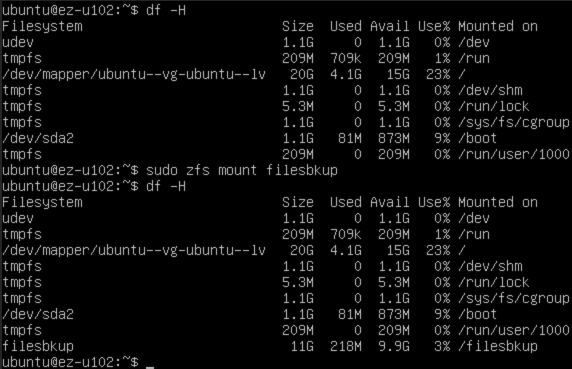 ubuntu@ez-u102:~$ df -H
Filesystem                         Size  Used Avail Use% Mounted on
udev                               1.1G     0  1.1G   0% /dev
tmpfs                              209M  709k  209M   1% /run
/dev/mapper/ubuntu--vg-ubuntu--lv   20G  4.1G   15G  23% /
tmpfs                              1.1G     0  1.1G   0% /dev/shm
tmpfs                              5.3M     0  5.3M   0% /run/lock
tmpfs                              1.1G     0  1.1G   0% /sys/fs/cgroup
/dev/sda2                          1.1G   81M  873M   9% /boot
tmpfs                              209M     0  209M   0% /run/user/1000
ubuntu@ez-u102:~$ sudo zfs mount filesbkup
ubuntu@ez-u102:~$ df -H
Filesystem                         Size  Used Avail Use% Mounted on
udev                               1.1G     0  1.1G   0% /dev
tmpfs                              209M  709k  209M   1% /run
/dev/mapper/ubuntu--vg-ubuntu--lv   20G  4.1G   15G  23% /
tmpfs                              1.1G     0  1.1G   0% /dev/shm
tmpfs                              5.3M     0  5.3M   0% /run/lock
tmpfs                              1.1G     0  1.1G   0% /sys/fs/cgroup
/dev/sda2                          1.1G   81M  873M   9% /boot
tmpfs                              209M     0  209M   0% /run/user/1000
filesbkup                           11G  218M  9.9G   3% /filesbkup
ubuntu@ez-u102:~$ _